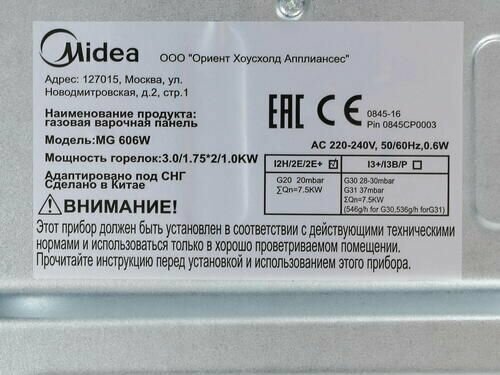 Midea
ООО "Ориент Хоусхолд Апплиансес"
Адрес: 127015, Москва, ул.
Новодмитровская, д.2, стр.1
Наименование продукта:
газовая варочная панель
Модель:MG 606W
Мощность горелок:3.0/1.75*2/1.0KW
Адаптировано под СНГ
Сделано в Китае
EAC CE
0845-16
Pin 0845CP0003
AC 220-240V, 50/60Hz,0.6W
I2H/2E/2E+ ☑ I3+/I3B/P ☐
G20 20mbar
∑Qn=7.5KW
G30 28-30mbar
G31 37mbar
∑Qn=7.5KW
(546g/h for G30,536g/h forG31)
⚠ВНИМАНИЕ!
Этот прибор должен быть установлен в соответствии с действующими техническими
нормами и использоваться только в хорошо проветриваемом помещении.
Прочитайте инструкцию перед установкой и использованием этого прибора.